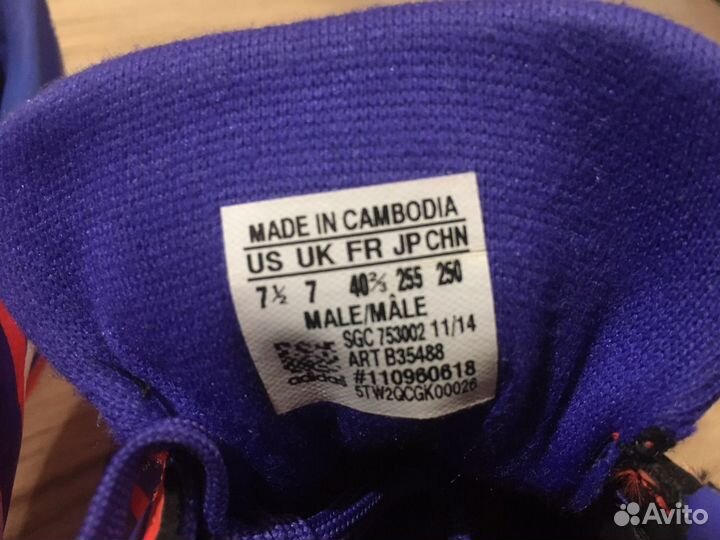 MADE IN CAMBODIA
US UK FR JP CHN
7½ 7 40⅔ 255 250
MALE/MÂLE
SGC 753002 11/14
ART B35488
#110960618
5TW2QCGK00026
Avito